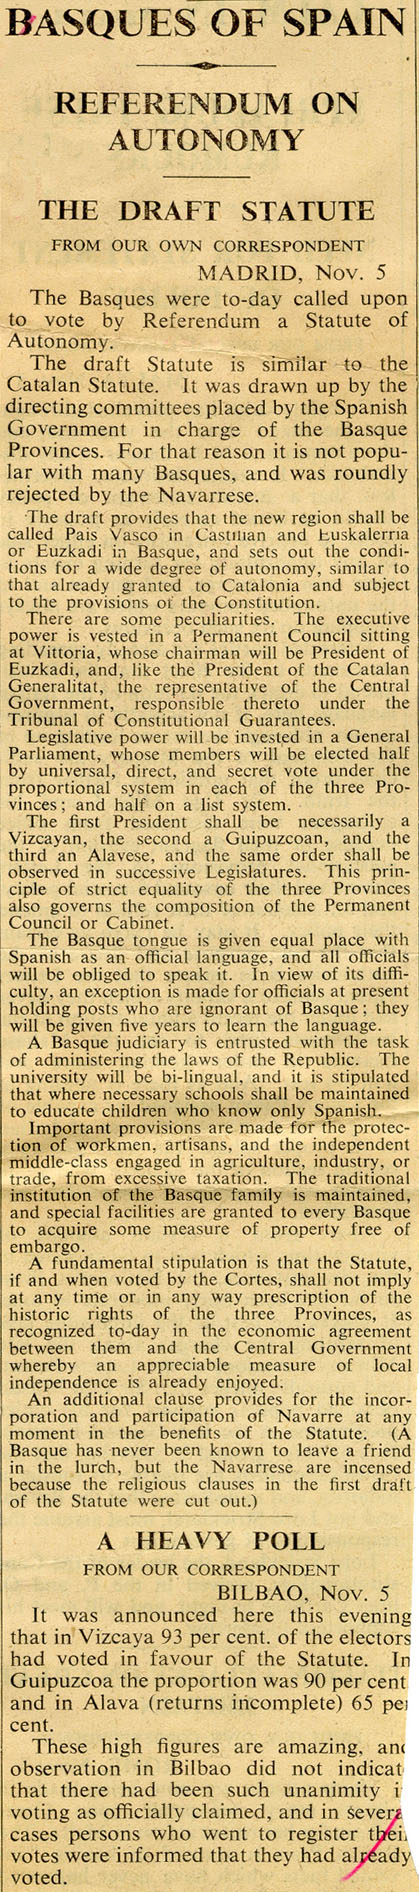 BASQUES OF SPAIN
REFERENDUM ON
AUTONOMY
THE DRAFT STATUTE
FROM OUR OWN CORRESPONDENT
MADRID, Nov. 5
The Basques were to-day called upon
to vote by Referendum a Statute of
Autonomy.
The draft Statute is similar to the
Catalan Statute. It was drawn up by the
directing committees placed by the Spanish
Government in charge of the Basque
Provinces. For that reason it is not popu-
lar with many Basques, and was roundly
rejected by the Navarrese.
The draft provides that the new region shall be
called Pais Vasco in Castilian and Euskalerria
or Euzkadi in Basque, and sets out the condi-
tions for a wide degree of autonomy, similar to
that already granted to Catalonia and subject
to the provisions of the Constitution.
There are some peculiarities. The executive
power is vested in a Permanent Council sitting
at Vittoria, whose chairman will be President of
Euzkadi, and, like the President of the Catalan
Generalitat, the representative of the Central
Government, responsible thereto under the
Tribunal of Constitutional Guarantees.
Legislative power will be invested in a General
Parliament, whose members will be elected half
by universal, direct, and secret vote under the
proportional system in each of the three Pro-
vinces; and half on a list system.
The first President shall be necessarily a
Vizcayan, the second a Guipuzcoan, and the
third an Alavese, and the same order shall be
observed in successive Legislatures. This prin-
ciple of strict equality of the three Provinces
also governs the composition of the Permanent
Council or Cabinet.
The Basque tongue is given equal place with
Spanish as an official language, and all officials
will be obliged to speak it. In view of its diffi-
culty, an exception is made for officials at present
holding posts who are ignorant of Basque; they
will be given five years to learn the language.
A Basque judiciary is entrusted with the task
of administering the laws of the Republic. The
university will be bi-lingual, and it is stipulated
that where necessary schools shall be maintained
to educate children who know only Spanish.
Important provisions are made for the protec-
tion of workmen, artisans, and the independent
middle-class engaged in agriculture, industry, or
trade, from excessive taxation. The traditional
institution of the Basque family is maintained,
and special facilities are granted to every Basque
to acquire some measure of property free of
embargo.
A fundamental stipulation is that the Statute,
if and when voted by the Cortes, shall not imply
at any time or in any way prescription of the
historic rights of the three Provinces, as
recognized to-day in the economic agreement
between them and the Central Government
whereby an appreciable measure of local
independence is already enjoyed.
An additional clause provides for the incor-
poration and participation of Navarre at any
moment in the benefits of the Statute. (A
Basque has never been known to leave a friend
in the lurch, but the Navarrese are incensed
because the religious clauses in the first draft
of the Statute were cut out.)
A HEAVY POLL
FROM OUR CORRESPONDENT
BILBAO, Nov. 5
It was announced here this evening
that in Vizcaya 93 per cent. of the electors
had voted in favour of the Statute. In
Guipuzcoa the proportion was 90 per cent
and in Alava (returns incomplete) 65 per
cent.
These high figures are amazing, and
observation in Bilbao did not indicat
that there had been such unanimity i
voting as officially claimed, and in severa
cases persons who went to register their
votes were informed that they had already
voted.